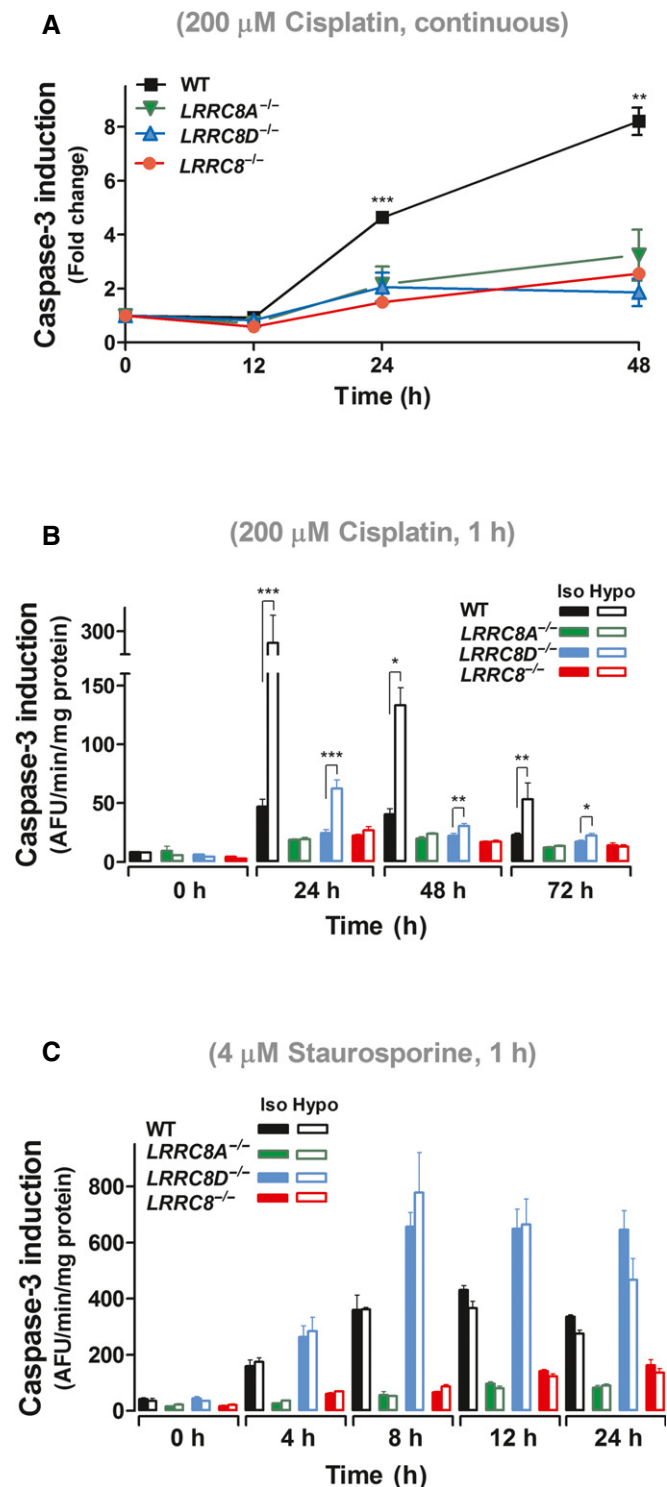 A
(200 μM Cisplatin, continuous)
WT
LRRC8A−/−
LRRC8D−/−
LRRC8−/−
**
***
Caspase-3 induction
(Fold change)
8
6
4
2
0
0
12
24
48
Time (h)
B
(200 μM Cisplatin, 1 h)
Iso Hypo
WT
LRRC8A−/−
LRRC8D−/−
LRRC8−/−
***
***
*
**
**
*
Caspase-3 induction
(AFU/min/mg protein)
300
150
100
50
0
0 h
24 h
48 h
72 h
Time (h)
C
(4 μM Staurosporine, 1 h)
Iso Hypo
WT
LRRC8A−/−
LRRC8D−/−
LRRC8−/−
Caspase-3 induction
(AFU/min/mg protein)
800
600
400
200
0
0 h
4 h
8 h
12 h
24 h
Time (h)